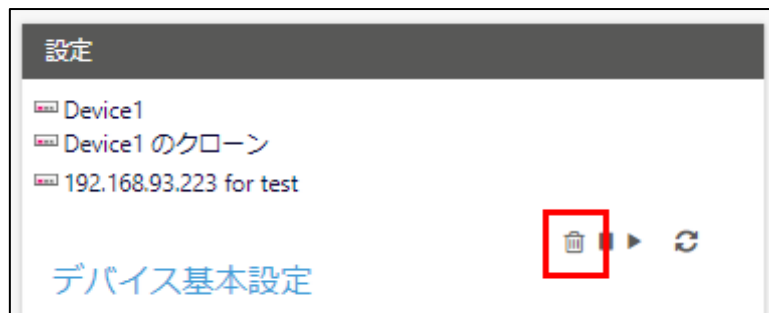 設定
Device1
Device1 のクローン
192.168.93.223 for test
デバイス基本設定